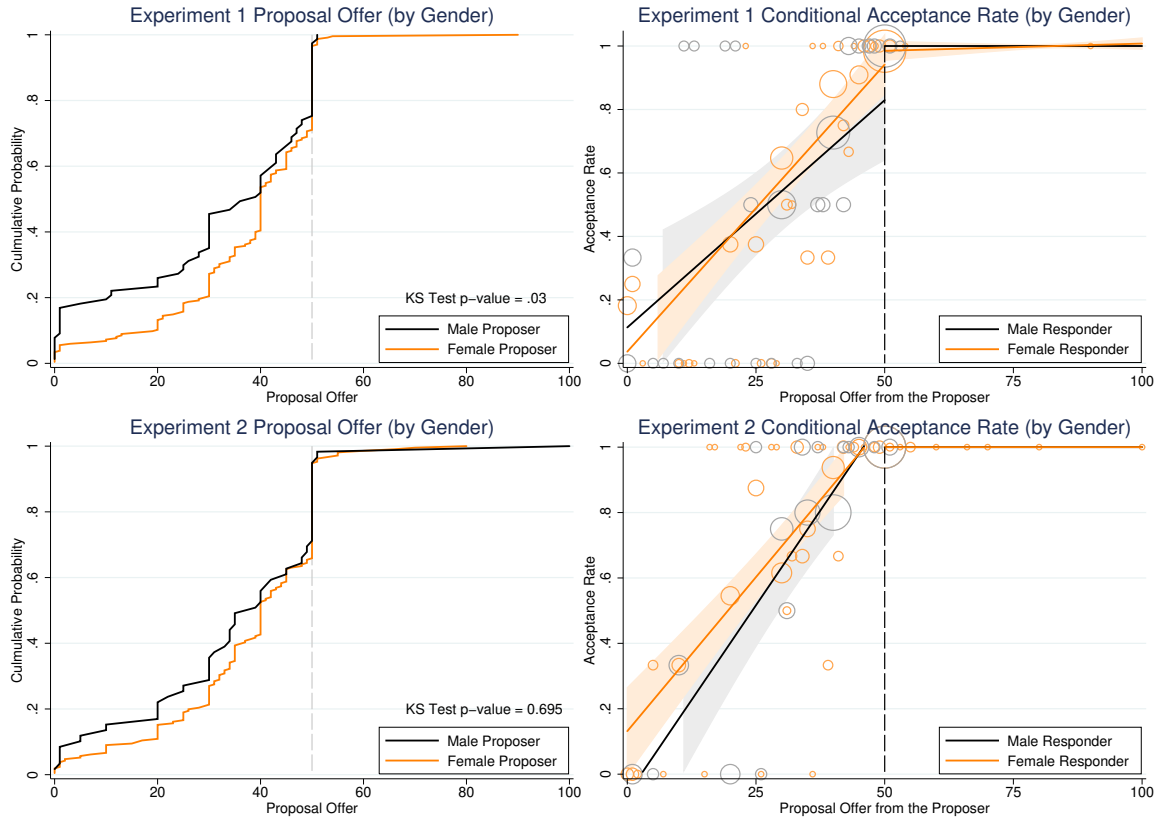 Experiment 1 Proposal Offer (by Gender)
Cuimulative Probability
0 .2 .4 .6 .8 1
KS Test p−value = .03
Male Proposer
Female Proposer
0 20 40 60 80 100
Proposal Offer
Experiment 1 Conditional Acceptance Rate (by Gender)
Acceptance Rate
0 .2 .4 .6 .8 1
Male Responder
Female Responder
0 25 50 75 100
Proposal Offer from the Proposer
Experiment 2 Proposal Offer (by Gender)
Culmulative Probability
0 .2 .4 .6 .8 1
KS Test p−value = 0.695
Male Proposer
Female Proposer
0 20 40 60 80 100
Proposal Offer
Experiment 2 Conditional Acceptance Rate (by Gender)
Acceptance Rate
0 .2 .4 .6 .8 1
Male Responder
Female Responder
0 25 50 75 100
Proposal Offer from the Proposer